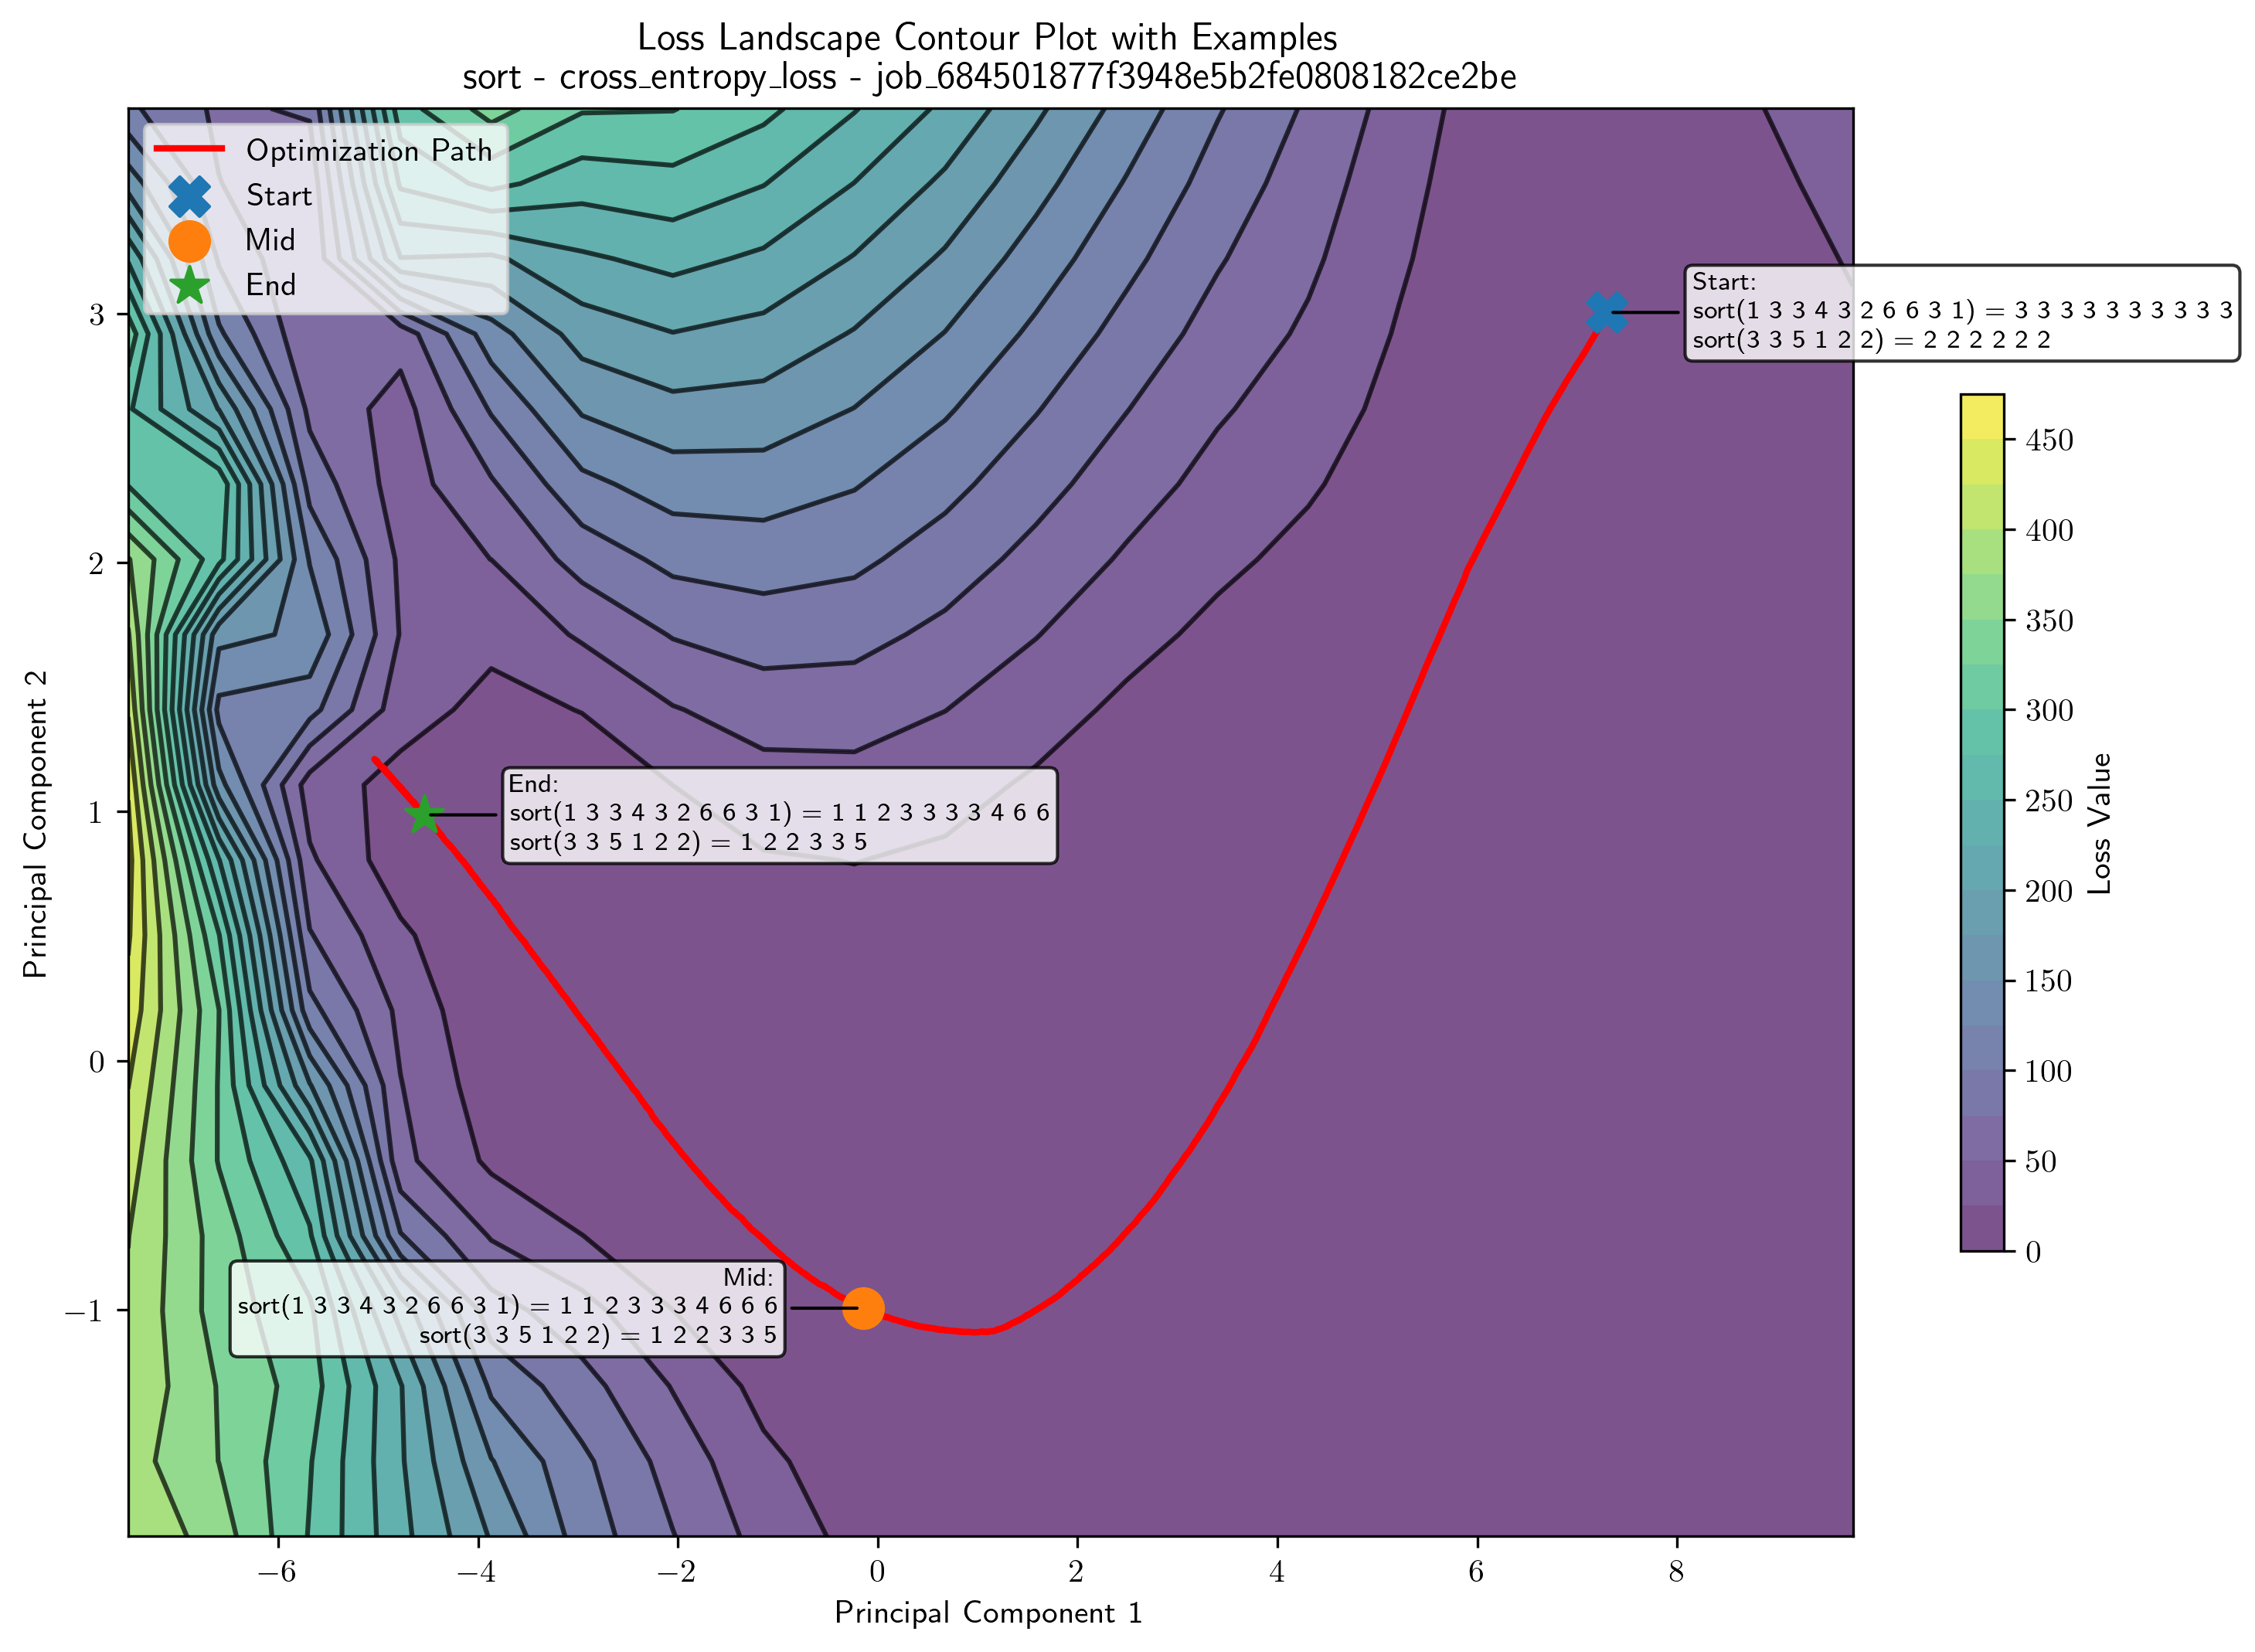 Loss Landscape Contour Plot with Examples
sort - cross_entropy_loss - job_684501877f3948e5b2fe0808182ce2be
Optimization Path
Start
Mid
End
Start:
sort(1 3 3 4 3 2 6 6 3 1) = 3 3 3 3 3 3 3 3 3 3
sort(3 3 5 1 2 2) = 2 2 2 2 2 2
End:
sort(1 3 3 4 3 2 6 6 3 1) = 1 1 2 3 3 3 3 4 6 6
sort(3 3 5 1 2 2) = 1 2 2 3 3 5
Mid:
sort(1 3 3 4 3 2 6 6 3 1) = 1 1 2 3 3 3 4 6 6 6
sort(3 3 5 1 2 2) = 1 2 2 3 3 5
3
2
1
0
−1
Principal Component 2
−6
−4
−2
0
2
4
6
8
Principal Component 1
450
400
350
300
250
200
150
100
50
0
Loss Value